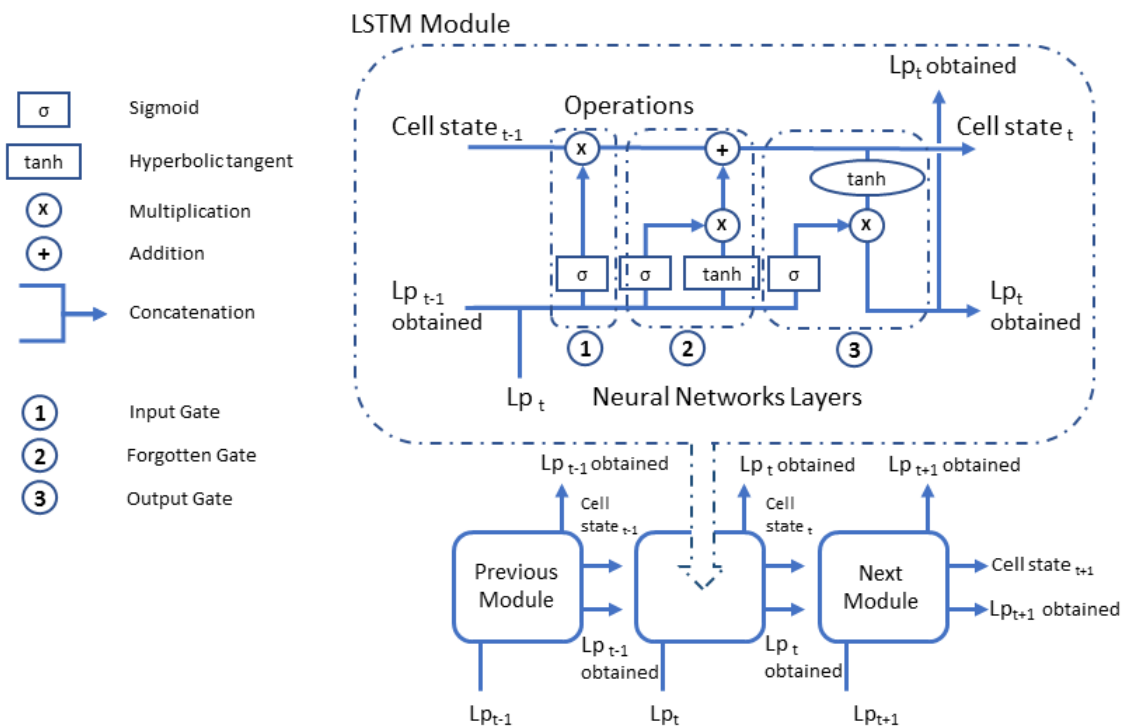 LSTM Module
σ Sigmoid
tanh Hyperbolic tangent
x Multiplication
+ Addition
Concatenation
1 Input Gate
2 Forgotten Gate
3 Output Gate
Lpt obtained
Operations
Cell state t-1
Cell state t
x
+
tanh
x
x
σ
σ
tanh
σ
Lp t-1
obtained
Lpt
obtained
1
2
3
Lp t
Neural Networks Layers
Lp t-1 obtained
Lp t obtained
Lp t+1 obtained
Cell
state t-1
Cell
state t
Previous
Module
Next
Module
Cell state t+1
Lpt+1 obtained
Lp t-1
obtained
Lp t
obtained
Lpt-1
Lpt
Lpt+1